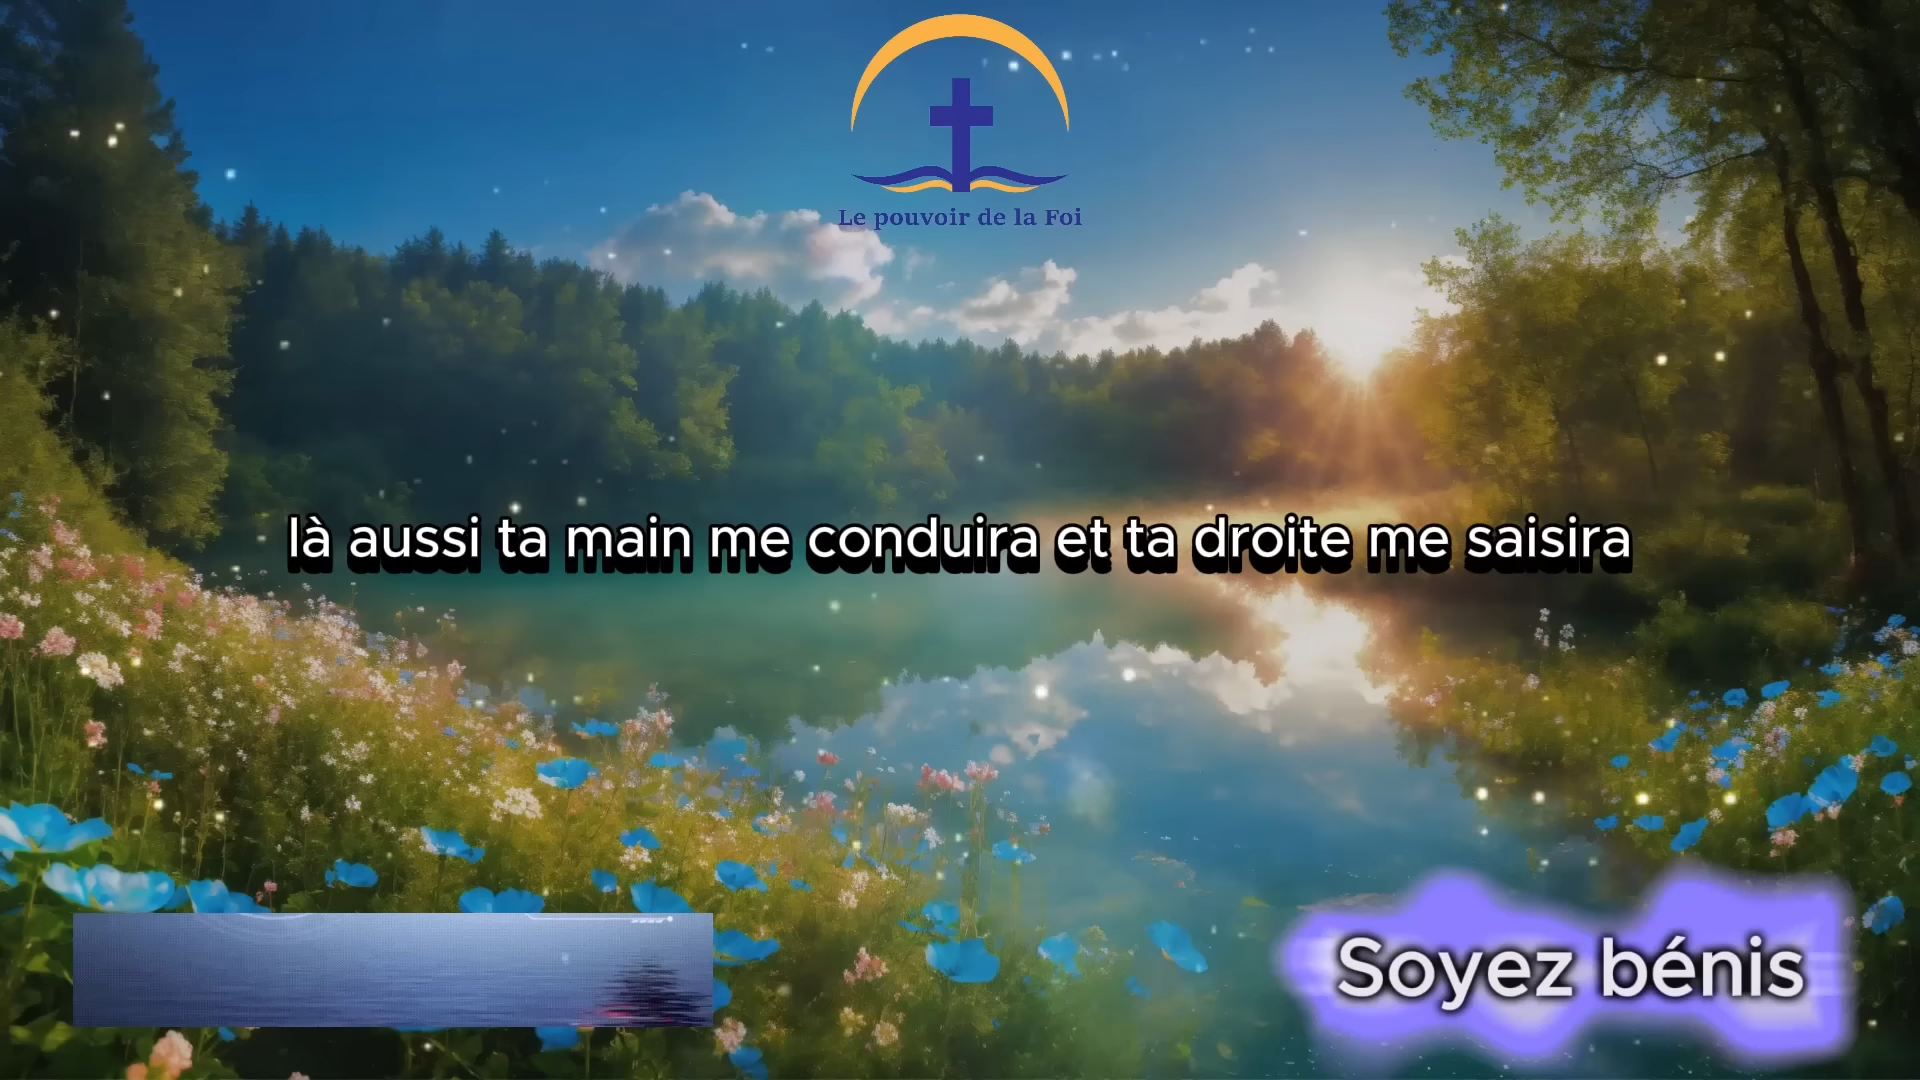 Le pouvoir de la Foi
là aussi ta main me conduira et ta droite me saisira
Soyez bénis